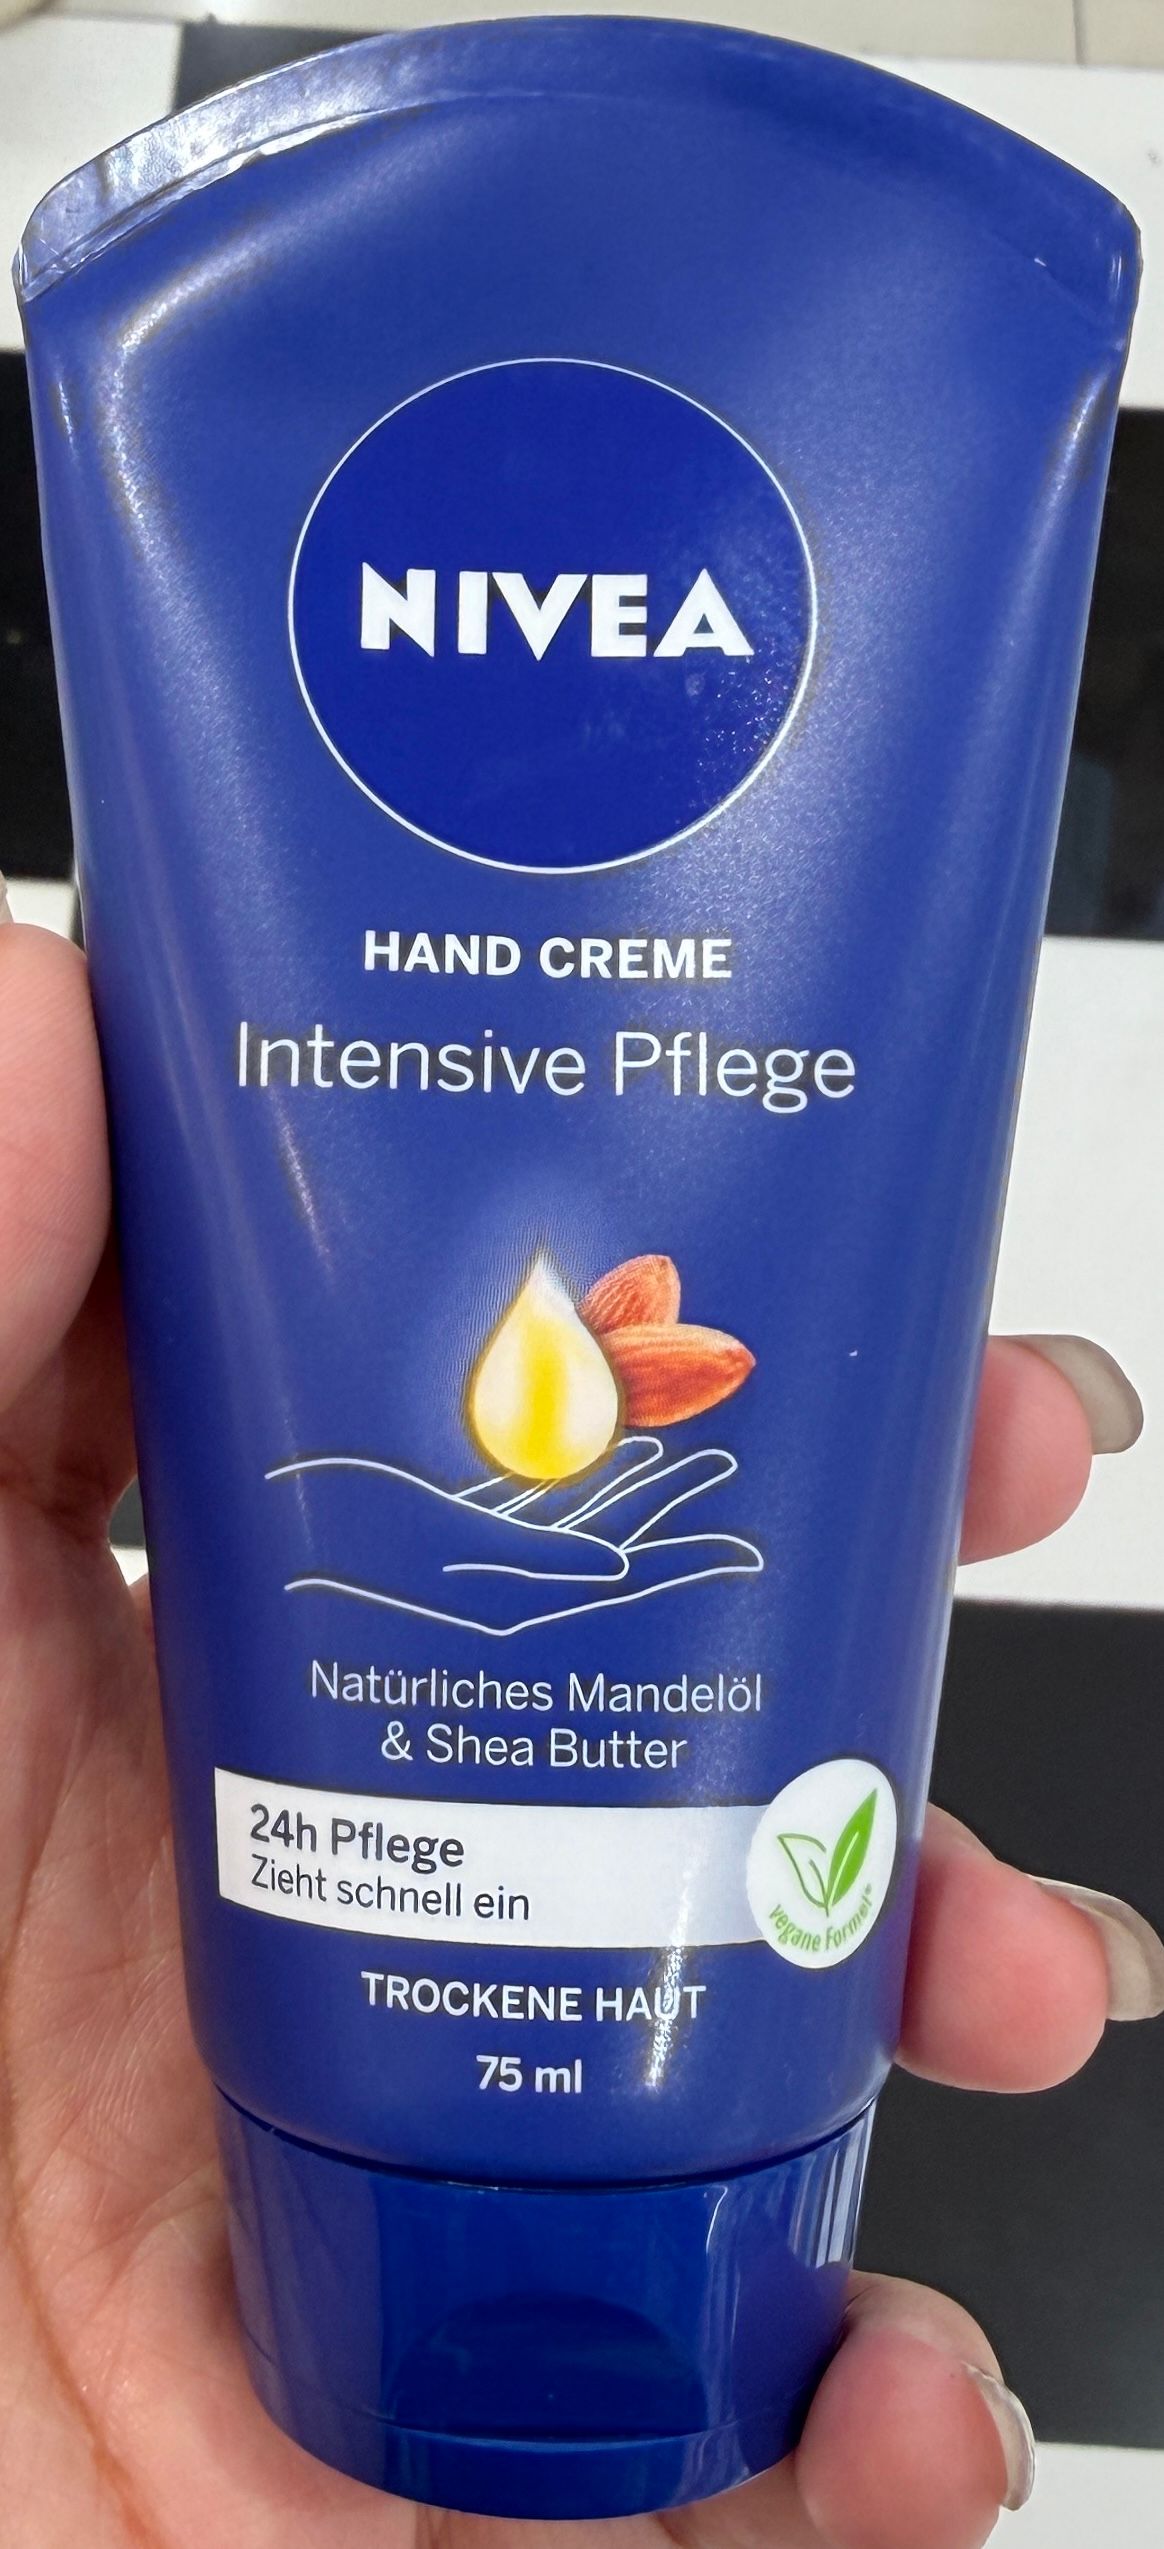 NIVEA
HAND CREME
Intensive Pflege
Natürliches Mandelöl
& Shea Butter
24h Pflege
Zieht schnell ein
vegane Formel*
TROCKENE HAUT
75 ml